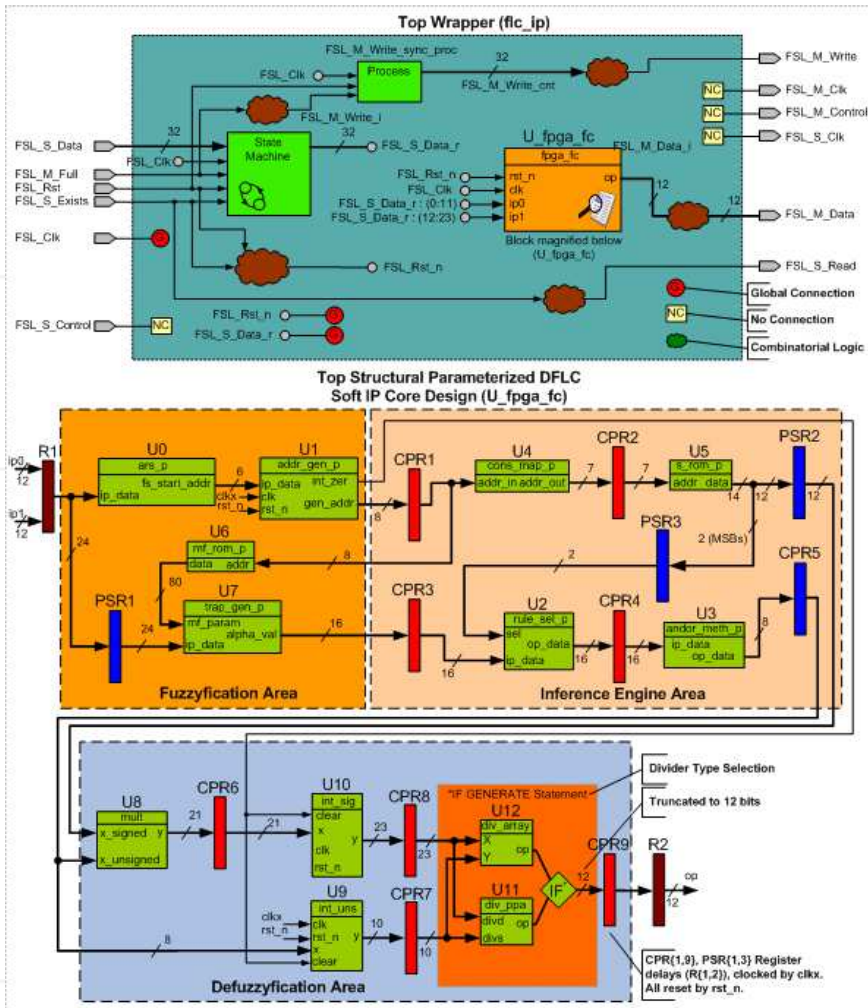 Top Wrapper (flc_ip)
FSL_M_Write_sync_proc
Process
FSL_Clk
32
FSL_M_Write_cnt
FSL_M_Write
FSL_M_Clk
FSL_M_Control
FSL_S_Clk
NC
NC
NC
FSL_M_Write_i
FSL_S_Data
32
FSL_Clk
FSL_M_Full
FSL_Rst
FSL_S_Exists
State
Machine
32
FSL_S_Data_r
U_fpga_fc
FSL_M_Data_i
fpga_fc
rst_n
op
clk
ip0
ip1
FSL_Rst_n
FSL_Clk
FSL_S_Data_r : (0:11)
FSL_S_Data_r : (12:23)
12
12
FSL_M_Data
Block magnified below
(U_fpga_fc)
FSL_Clk
G
FSL_Rst_n
FSL_S_Read
FSL_S_Control
NC
FSL_Rst_n
G
FSL_S_Data_r
G
G
Global Connection
NC
No Connection
Combinatorial Logic
Top Structural Parameterized DFLC
Soft IP Core Design (U_fpga_fc)
R1
ip0
12
ip1
12
U0
ars_p
fs_start_addr
ip_data
6
U1
addr_gen_p
int_zer
ip_data
clk
gen_addr
rst_n
clkx
rst_n
8
CPR1
U4
cons_map_p
addr_in addr_out
7
CPR2
7
U5
s_rom_p
addr data
14
12
PSR2
12
U6
mf_rom_p
data addr
8
24
80
PSR3
2 (MSBs)
2
CPR5
PSR1
24
U7
trap_gen_p
mf_param
alpha_val
ip_data
16
CPR3
16
U2
rule_sel_p
sel
op_data
ip_data
16
CPR4
16
U3
andor_meth_p
ip_data
op_data
8
Fuzzyfication Area
Inference Engine Area
U8
mult
x_signed y
x_unsigned
21
CPR6
21
U10
int_sig
clear
x
y
clk
rst_n
23
CPR8
23
"IF GENERATE Statement
U12
div_array
X
op
Y
U11
div_ppa
divd
op
divs
IF*
12
CPR9
R2
12
op
Divider Type Selection
Truncated to 12 bits
U9
int_uns
clk
rst_n y
x
clear
clkx
rst_n
8
10
CPR7
10
Defuzzyfication Area
CPR{1,9}, PSR{1,3} Register
delays (R{1,2}), clocked by clkx.
All reset by rst_n.